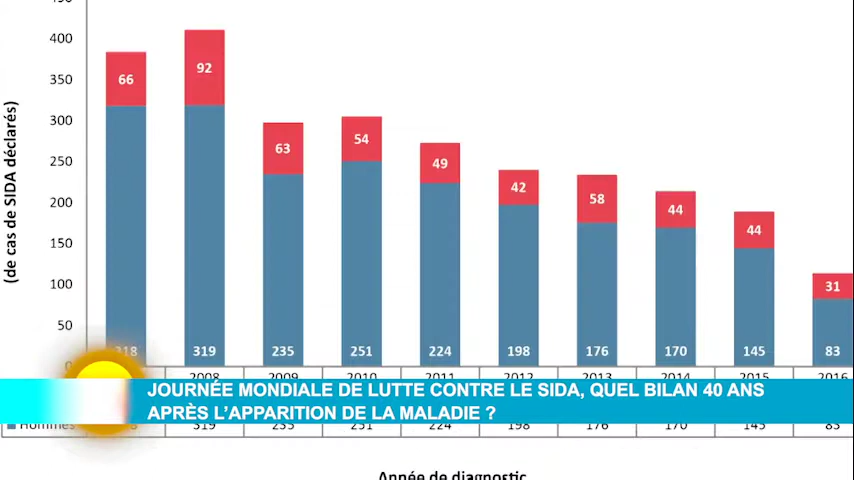 400
350
300
250
200
150
100
50
0
(de cas de SIDA déclarés)
66 92 63 54 49 42 58 44 44 31
318 319 235 251 224 198 176 170 145 83
2008 2009 2010 2011 2012 2013 2014 2015 2016
JOURNÉE MONDIALE DE LUTTE CONTRE LE SIDA, QUEL BILAN 40 ANS
APRÈS L'APPARITION DE LA MALADIE ?
Hommes 319 235 251 224 198 176 170 145 83
Année de diagnostic